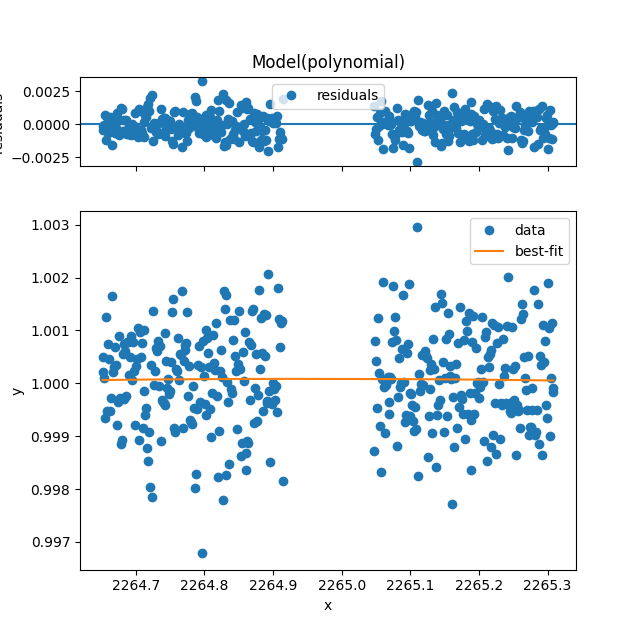 Model(polynomial)
0.0025
0.0000
−0.0025
residuals
1.003
1.002
1.001
1.000
0.999
0.998
0.997
y
data
best-fit
2264.7 2264.8 2264.9 2265.0 2265.1 2265.2 2265.3
x